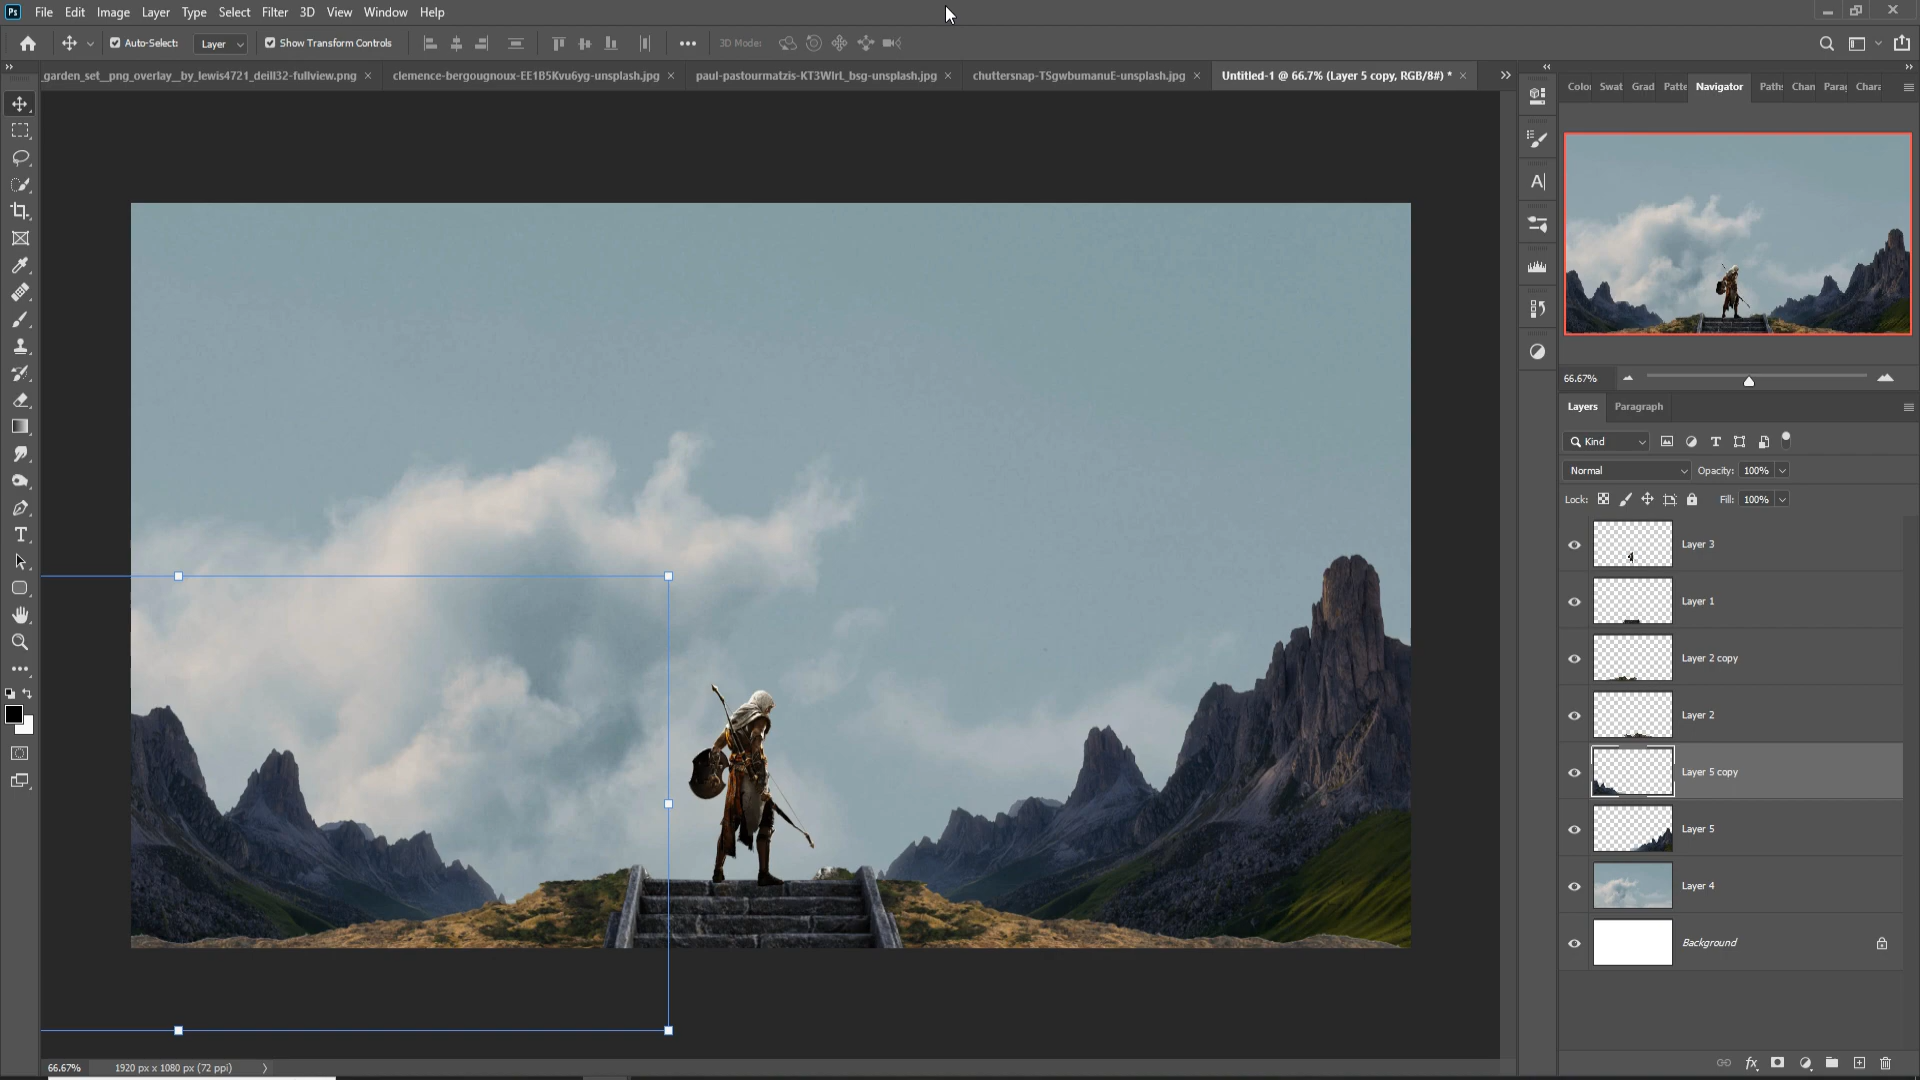 Ps File Edit Image Layer Type Select Filter 3D View Window Help
Auto-Select: Layer Show Transform Controls 3D Mode:
_garden_set__png_overlay__by_lewis4721_deill32-fullview.png × clemence-bergougnoux-EE1B5Kvu6yg-unsplash.jpg × paul-pastourmatzis-KT3WlrL_bsg-unsplash.jpg × chuttersnap-TSgwbumanuE-unsplash.jpg × Untitled-1 @ 66.7% (Layer 5 copy, RGB/8#) * ×
Color Swat Grad Patte Navigator Paths Chan Parag Chara
66.67%
Layers Paragraph
Kind
Normal Opacity: 100%
Lock: Fill: 100%
Layer 3
Layer 1
Layer 2 copy
Layer 2
Layer 5 copy
Layer 5
Layer 4
Background
66.67% 1920 px x 1080 px (72 ppi)